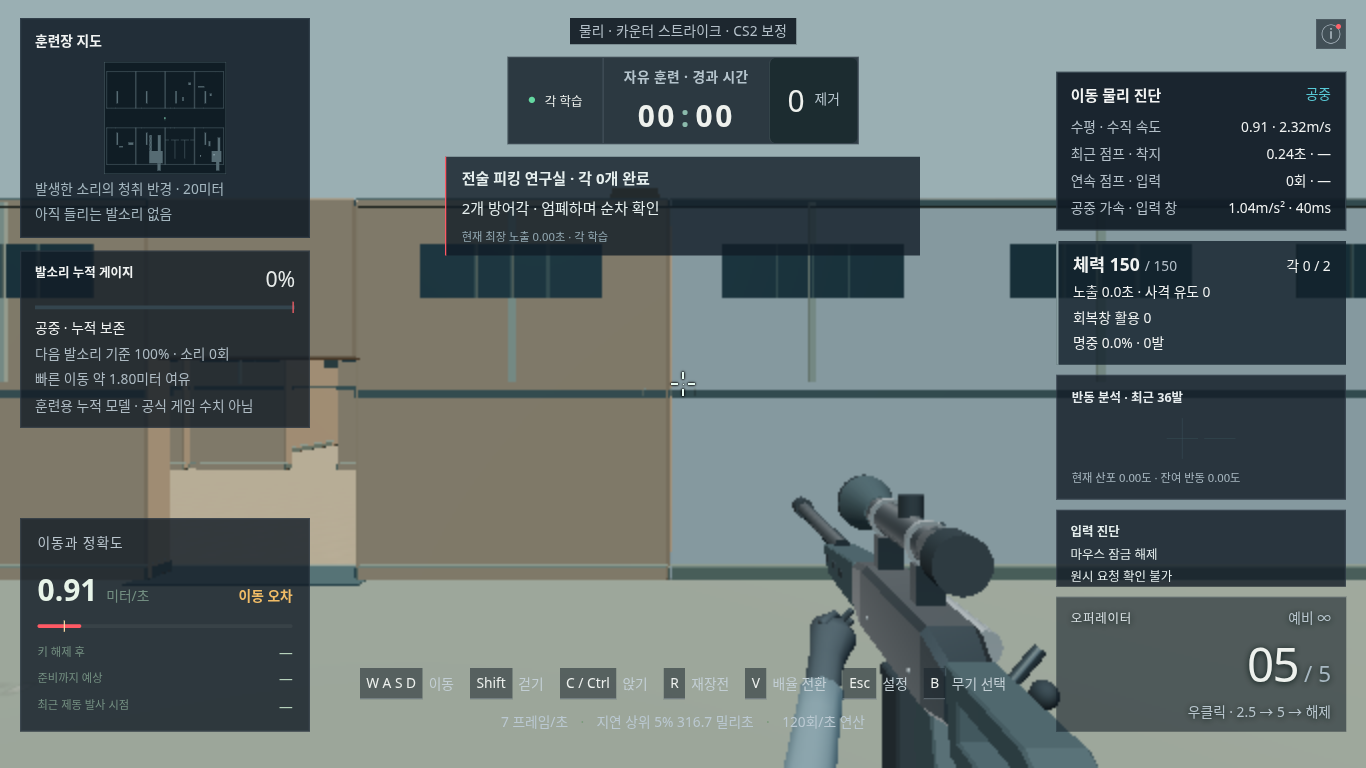 물리 · 카운터 스트라이크 · CS2 보정
각 학습
자유 훈련 · 경과 시간
00:00
0 제거
전술 피킹 연구실 · 각 0개 완료
2개 방어각 · 엄폐하며 순차 확인
현재 최장 노출 0.00초 · 각 학습
훈련장 지도
발생한 소리의 청취 반경 · 20미터
아직 들리는 발소리 없음
발소리 누적 게이지 0%
공중 · 누적 보존
다음 발소리 기준 100% · 소리 0회
빠른 이동 약 1.80미터 여유
훈련용 누적 모델 · 공식 게임 수치 아님
이동과 정확도
0.91 미터/초 이동 오차
키 해제 후 —
준비까지 예상 —
최근 제동 발사 시점 —
이동 물리 진단 공중
수평 · 수직 속도 0.91 · 2.32m/s
최근 점프 · 착지 0.24초 · —
연속 점프 · 입력 0회 · —
공중 가속 · 입력 창 1.04m/s² · 40ms
체력 150 / 150 각 0 / 2
노출 0.0초 · 사격 유도 0
회복창 활용 0
명중 0.0% · 0발
반동 분석 · 최근 36발
현재 산포 0.00도 · 잔여 반동 0.00도
입력 진단
마우스 잠금 해제
원시 요청 확인 불가
오퍼레이터 예비 ∞
05 / 5
우클릭 · 2.5 → 5 → 해제
W A S D 이동 Shift 걷기 C / Ctrl 앉기 R 재장전 V 배율 전환 Esc 설정 B 무기 선택
7 프레임/초 · 지연 상위 5% 316.7 밀리초 · 120회/초 연산